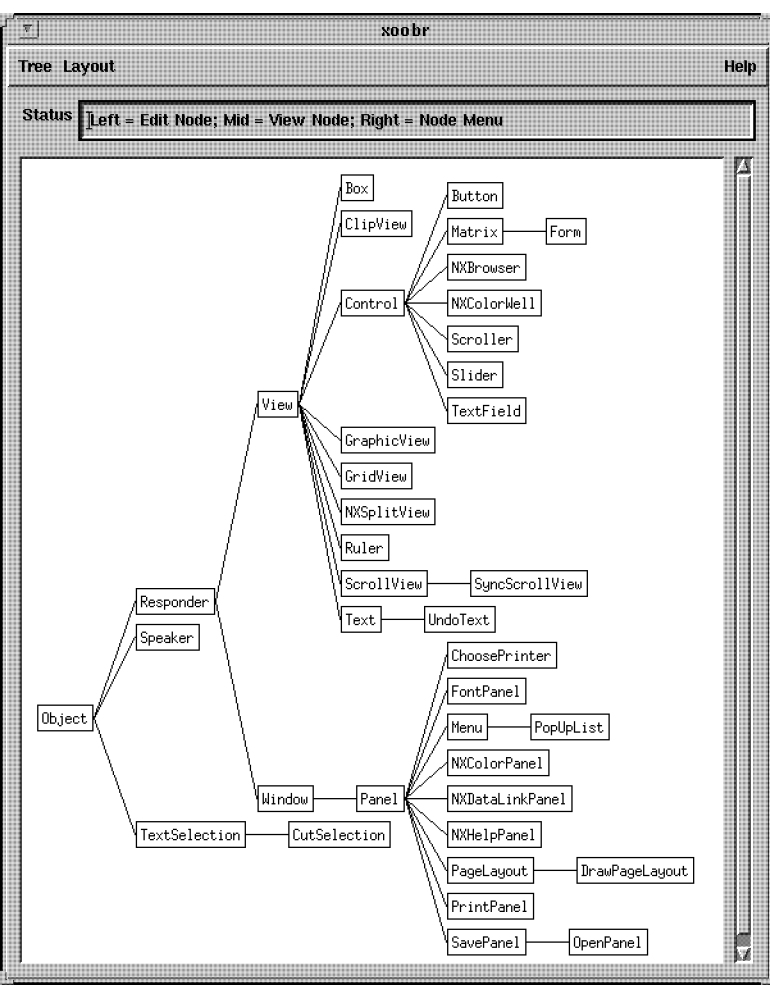 xoobr
Tree Layout Help
Status Left = Edit Node; Mid = View Node; Right = Node Menu
Box
Button
ClipView
Matrix Form
NXBrowser
Control NXColorWell
Scroller
Slider
View TextField
GraphicView
GridView
NXSplitView
Ruler
ScrollView SyncScrollView
Responder
Text UndoText
Speaker
ChoosePrinter
FontPanel
Object Menu PopUpList
NXColorPanel
Window Panel NXDataLinkPanel
TextSelection CutSelection NXHelpPanel
PageLayout DrawPageLayout
PrintPanel
SavePanel OpenPanel